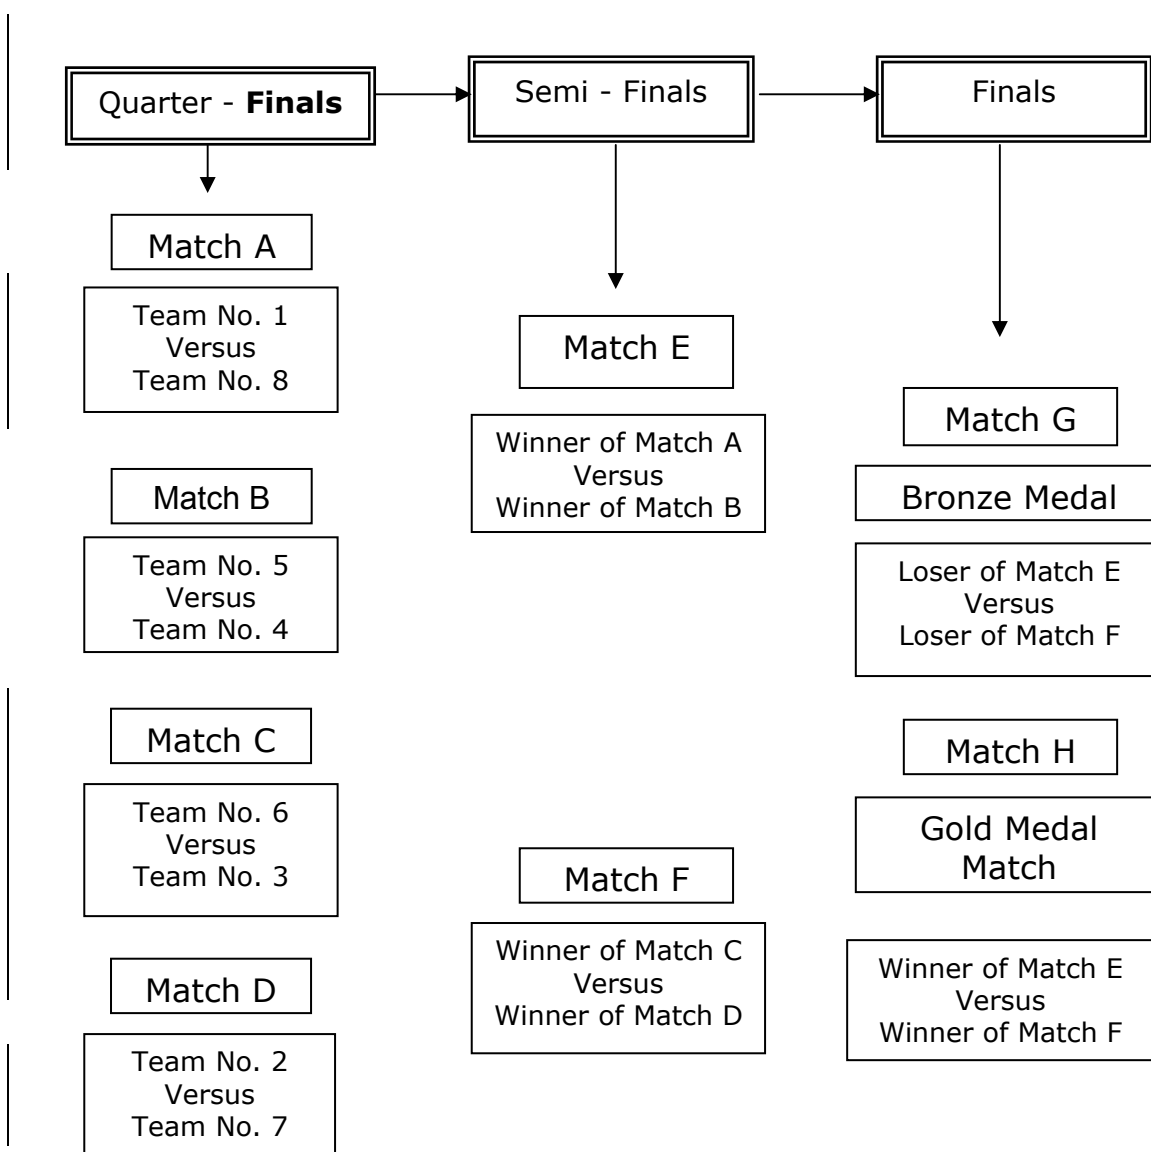 Quarter - Finals
Semi - Finals
Finals
Match A
Team No. 1
Versus
Team No. 8
Match B
Team No. 5
Versus
Team No. 4
Match C
Team No. 6
Versus
Team No. 3
Match D
Team No. 2
Versus
Team No. 7
Match E
Winner of Match A
Versus
Winner of Match B
Match F
Winner of Match C
Versus
Winner of Match D
Match G
Bronze Medal
Loser of Match E
Versus
Loser of Match F
Match H
Gold Medal
Match
Winner of Match E
Versus
Winner of Match F